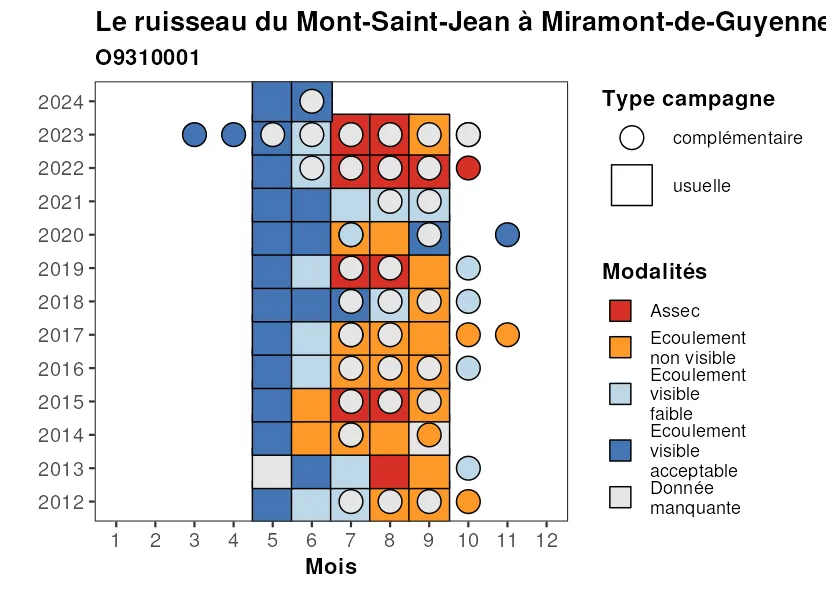 Le ruisseau du Mont-Saint-Jean à Miramont-de-Guyenne
O9310001
2024
2023
2022
2021
2020
2019
2018
2017
2016
2015
2014
2013
2012
1 2 3 4 5 6 7 8 9 10 11 12
Mois
Type campagne
complémentaire
usuelle
Modalités
Assec
Ecoulement
non visible
Ecoulement
visible
faible
Ecoulement
visible
acceptable
Donnée
manquante